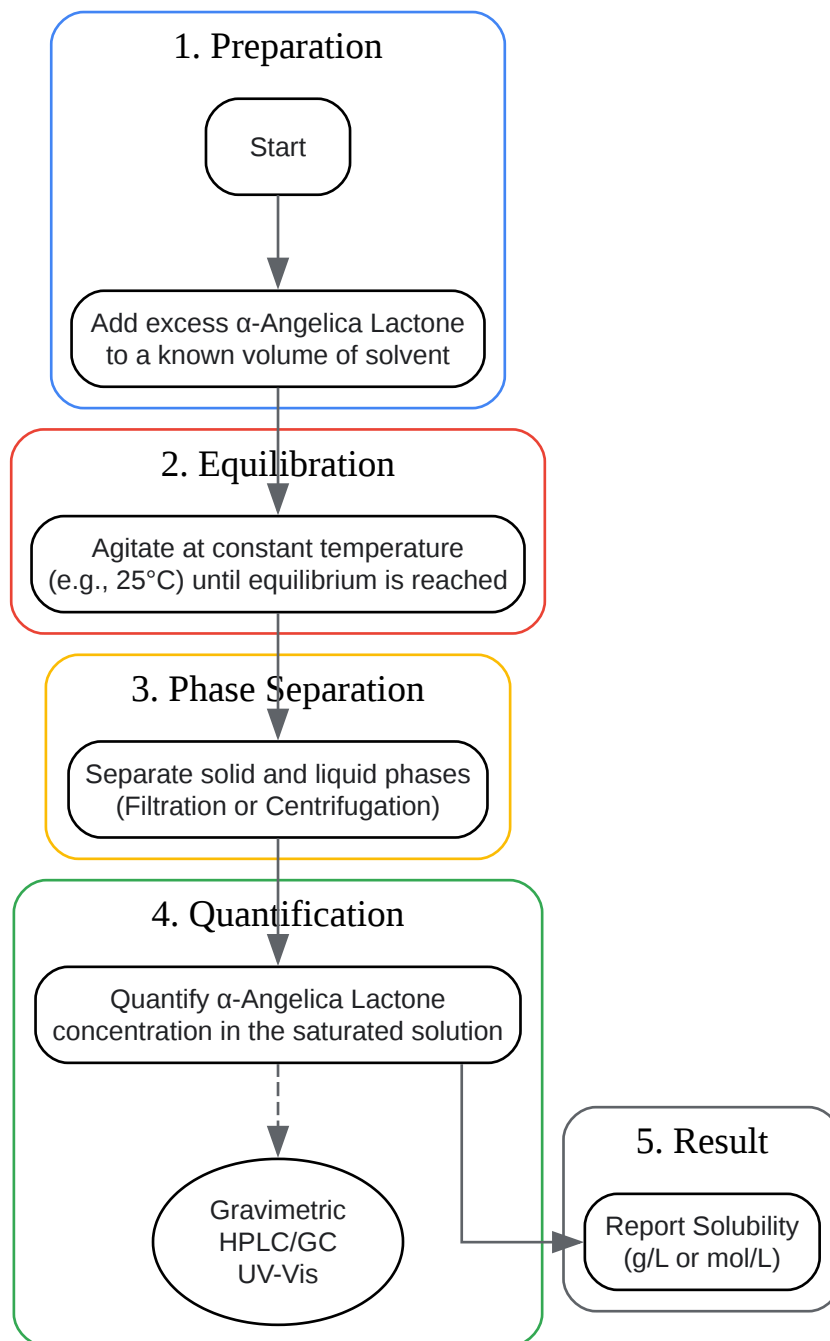 1. Preparation
Start
Add excess α-Angelica Lactone
to a known volume of solvent
2. Equilibration
Agitate at constant temperature
(e.g., 25°C) until equilibrium is reached
3. Phase Separation
Separate solid and liquid phases
(Filtration or Centrifugation)
4. Quantification
Quantify α-Angelica Lactone
concentration in the saturated solution
Gravimetric
HPLC/GC
UV-Vis
5. Result
Report Solubility
(g/L or mol/L)